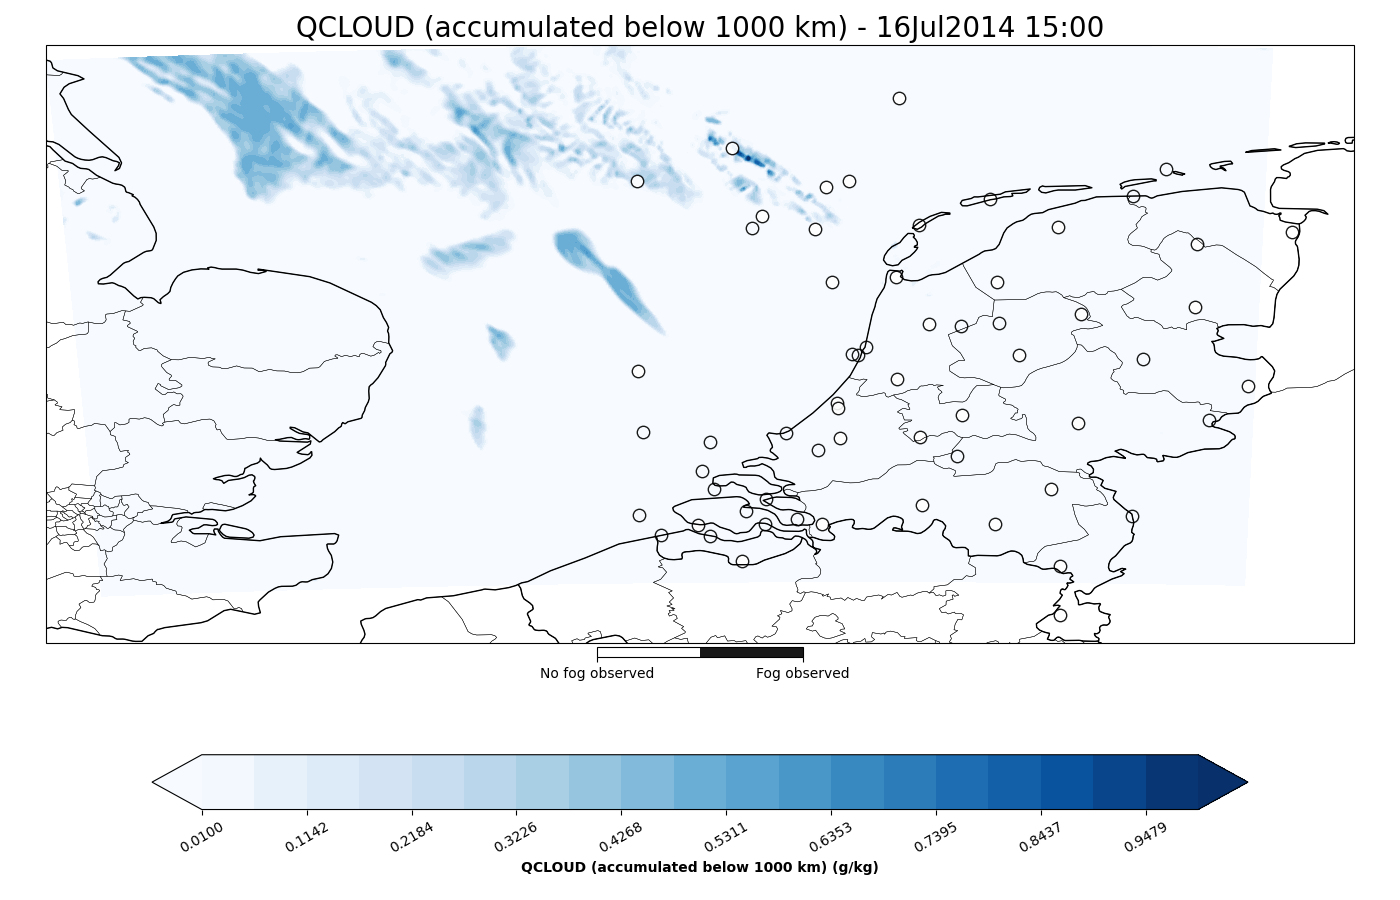 QCLOUD (accumulated below 1000 km) - 16Jul2014 15:00
No fog observed
Fog observed
0.0100
0.1142
0.2184
0.3226
0.4268
0.5311
0.6353
0.7395
0.8437
0.9479
QCLOUD (accumulated below 1000 km) (g/kg)